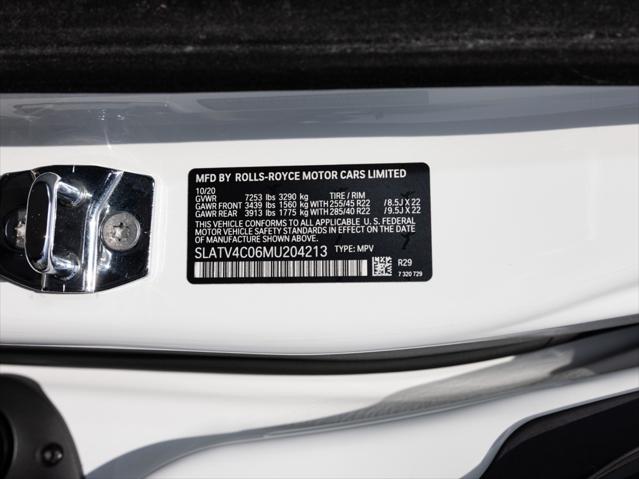 MFD BY ROLLS-ROYCE MOTOR CARS LIMITED
10/20
GVWR 7253 lbs 3290 kg TIRE / RIM
GAWR FRONT 3439 lbs 1560 kg WITH 255/45 R22 / 8.5J X 22
GAWR REAR 3913 lbs 1775 kg WITH 285/40 R22 / 9.5J X 22
THIS VEHICLE CONFORMS TO ALL APPLICABLE U. S. FEDERAL
MOTOR VEHICLE SAFETY STANDARDS IN EFFECT ON THE DATE
OF MANUFACTURE SHOWN ABOVE.
SLATV4C06MU204213 TYPE: MPV
R29
7 320 729